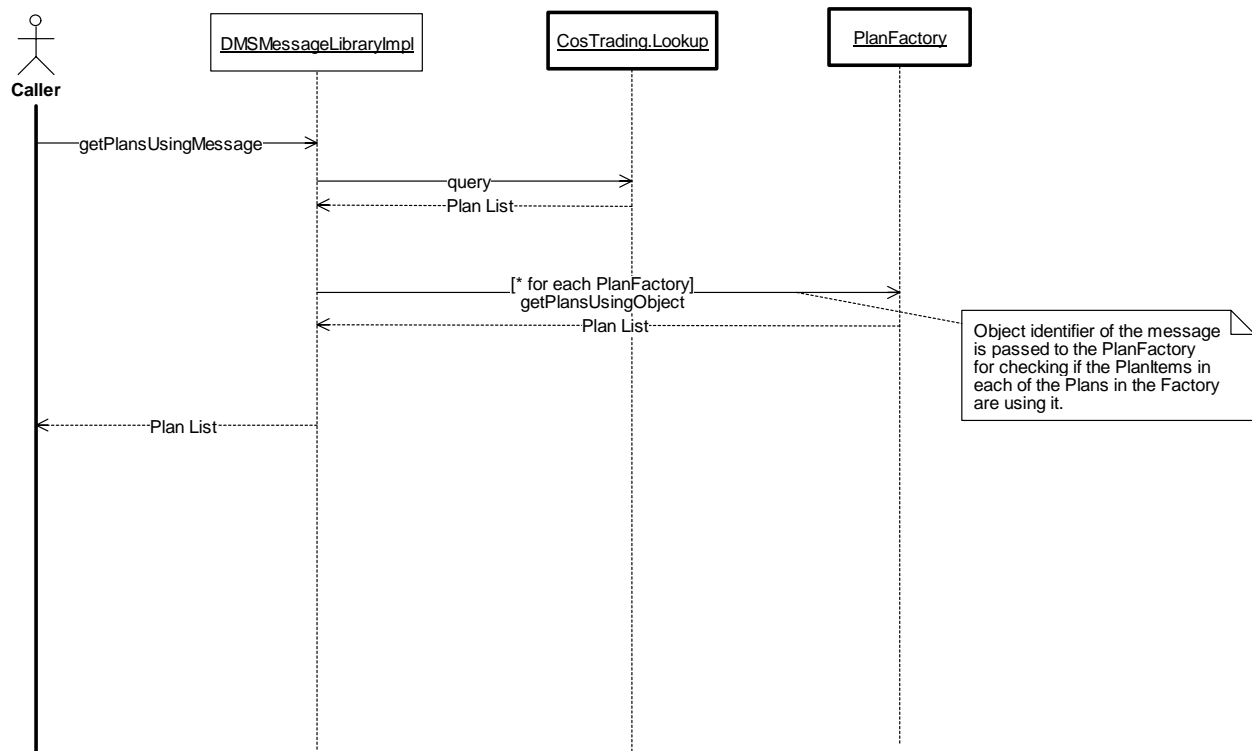 DMSMessageLibraryImpl
CosTrading.Lookup
PlanFactory
Caller
getPlansUsingMessage
query
Plan List
[* for each PlanFactory]
getPlansUsingObject
Plan List
Object identifier of the message
is passed to the PlanFactory
for checking if the PlanItems in
each of the Plans in the Factory
are using it.
Plan List